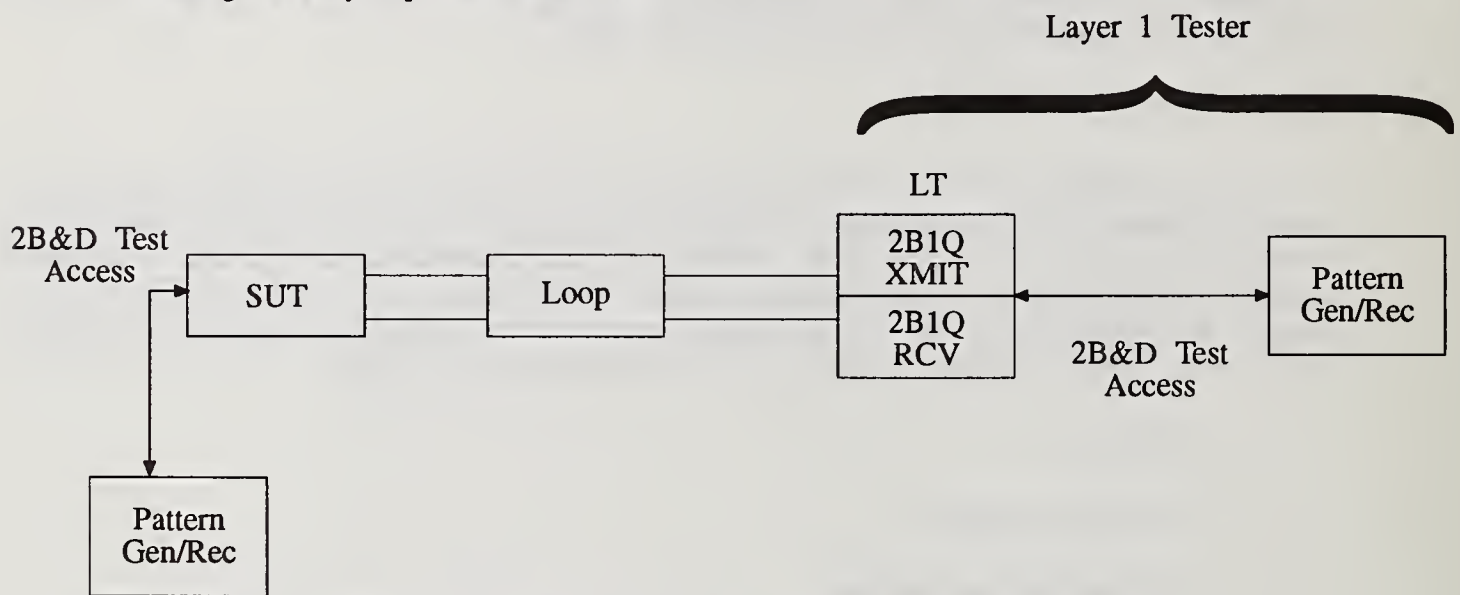 Layer 1 Tester
LT
2B1Q
XMIT
2B1Q
RCV
2B&D Test
Access
SUT
Loop
Pattern
Gen/Rec
2B&D Test
Access
Pattern
Gen/Rec